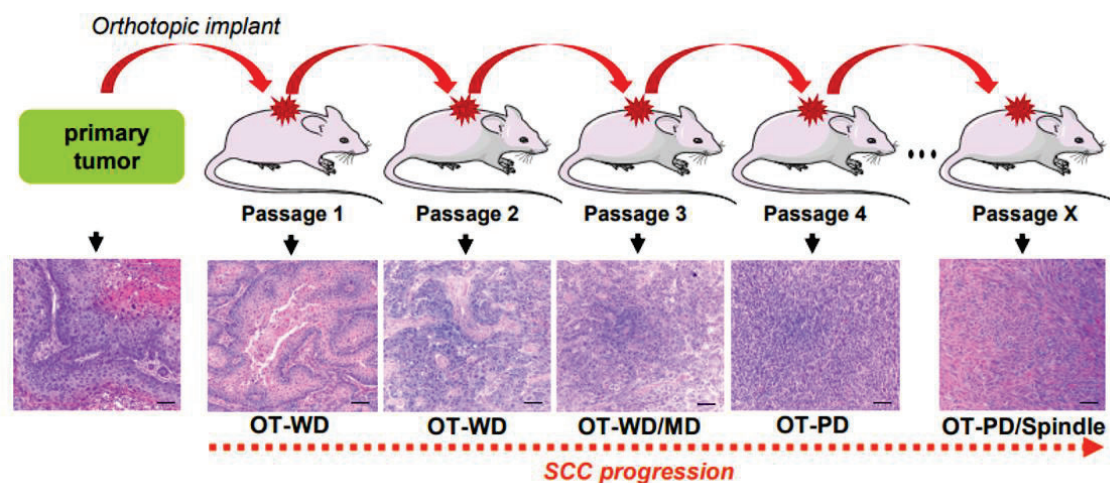 Orthotopic implant
primary
tumor
Passage 1
Passage 2
Passage 3
Passage 4
Passage X
OT-WD
OT-WD
OT-WD/MD
OT-PD
OT-PD/Spindle
SCC progression